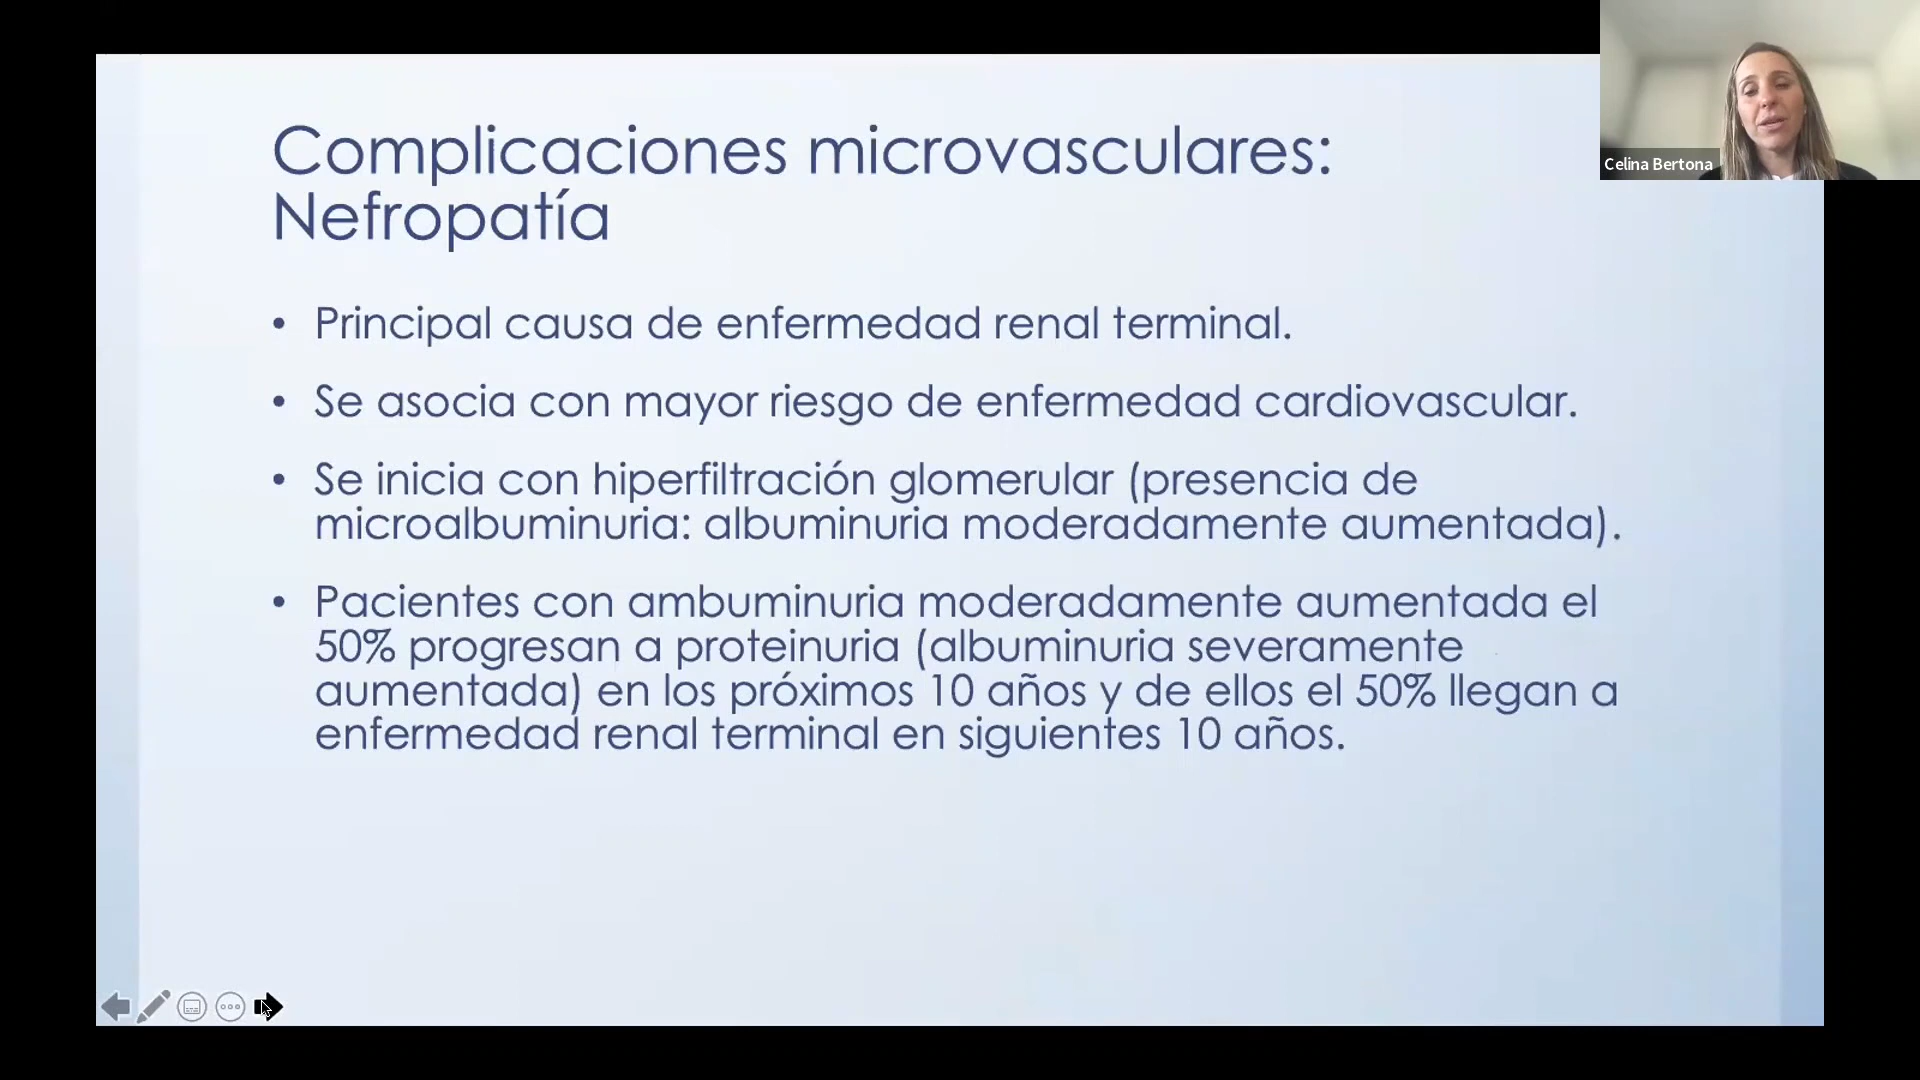 Complicaciones microvasculares:
Nefropatía
• Principal causa de enfermedad renal terminal.
• Se asocia con mayor riesgo de enfermedad cardiovascular.
• Se inicia con hiperfiltración glomerular (presencia de
microalbuminuria: albuminuria moderadamente aumentada).
• Pacientes con ambuminuria moderadamente aumentada el
50% progresan a proteinuria (albuminuria severamente
aumentada) en los próximos 10 años y de ellos el 50% llegan a
enfermedad renal terminal en siguientes 10 años.
Celina Bertona